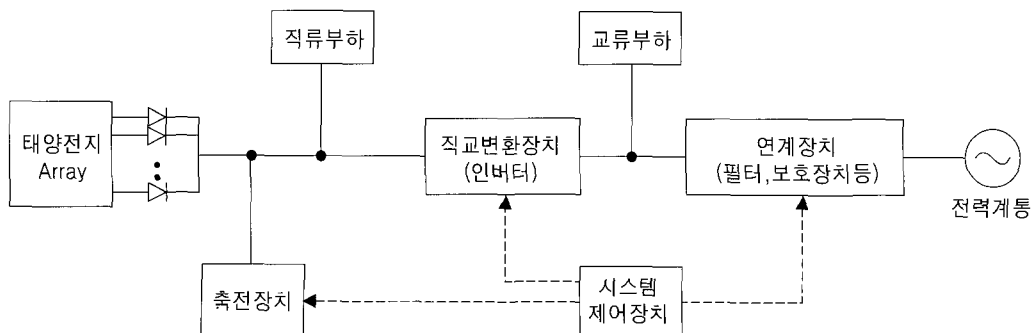 직류부하
교류부하
태양전지
Array
직교변환장치
(인버터)
연계장치
(필터,보호장치등)
전력계통
축전장치
시스템
제어장치